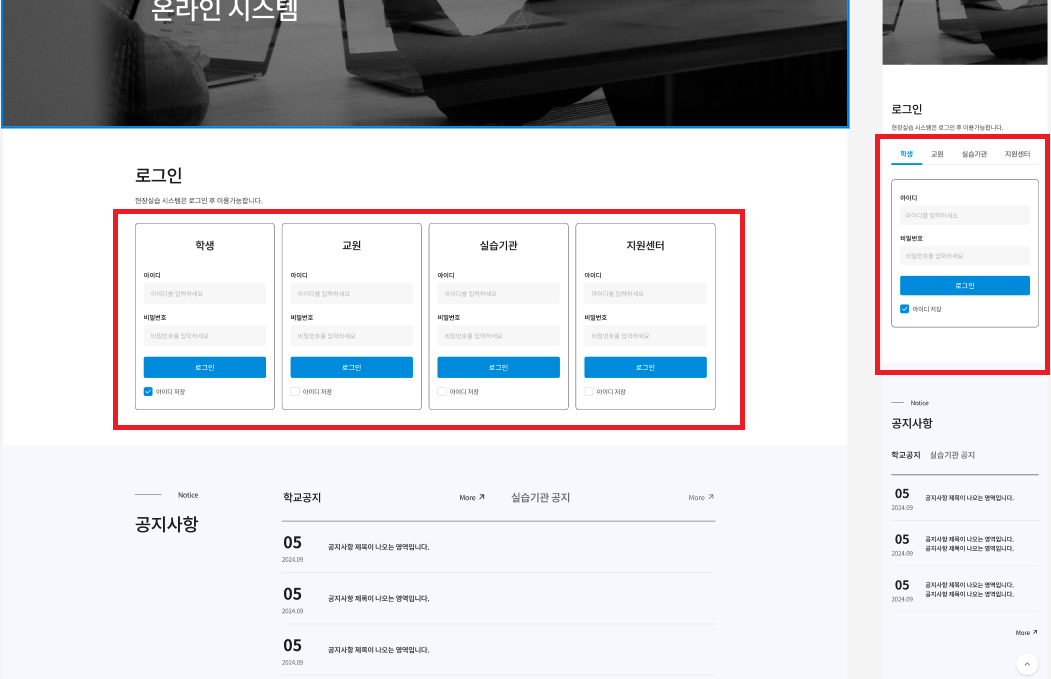 온라인 시스템
로그인
현장실습 시스템은 로그인 후 이용가능합니다.
학생
아이디
아이디를 입력하세요
비밀번호
비밀번호를 입력하세요
로그인
아이디 저장
교원
아이디
아이디를 입력하세요
비밀번호
비밀번호를 입력하세요
로그인
아이디 저장
실습기관
아이디
아이디를 입력하세요
비밀번호
비밀번호를 입력하세요
로그인
아이디 저장
지원센터
아이디
아이디를 입력하세요
비밀번호
비밀번호를 입력하세요
로그인
아이디 저장
Notice
공지사항
학교공지 More
실습기관 공지 More
05
2024.09
공지사항 제목이 나오는 영역입니다.
05
2024.09
공지사항 제목이 나오는 영역입니다.
05
2024.09
공지사항 제목이 나오는 영역입니다.
로그인
현장실습 시스템은 로그인 후 이용가능합니다.
학생 교원 실습기관 지원센터
아이디
아이디를 입력하세요
비밀번호
비밀번호를 입력하세요
로그인
아이디 저장
Notice
공지사항
학교공지 실습기관 공지
05
2024.09
공지사항 제목이 나오는 영역입니다.
05
2024.09
공지사항 제목이 나오는 영역입니다.
공지사항 제목이 나오는 영역입니다.
05
2024.09
공지사항 제목이 나오는 영역입니다.
공지사항 제목이 나오는 영역입니다.
More